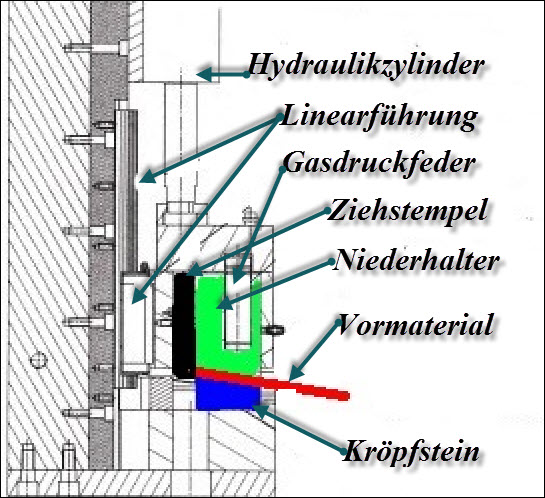 Hydraulikzylinder
Linearführung
Gasdruckfeder
Ziehstempel
Niederhalter
Vormaterial
Kröpfstein